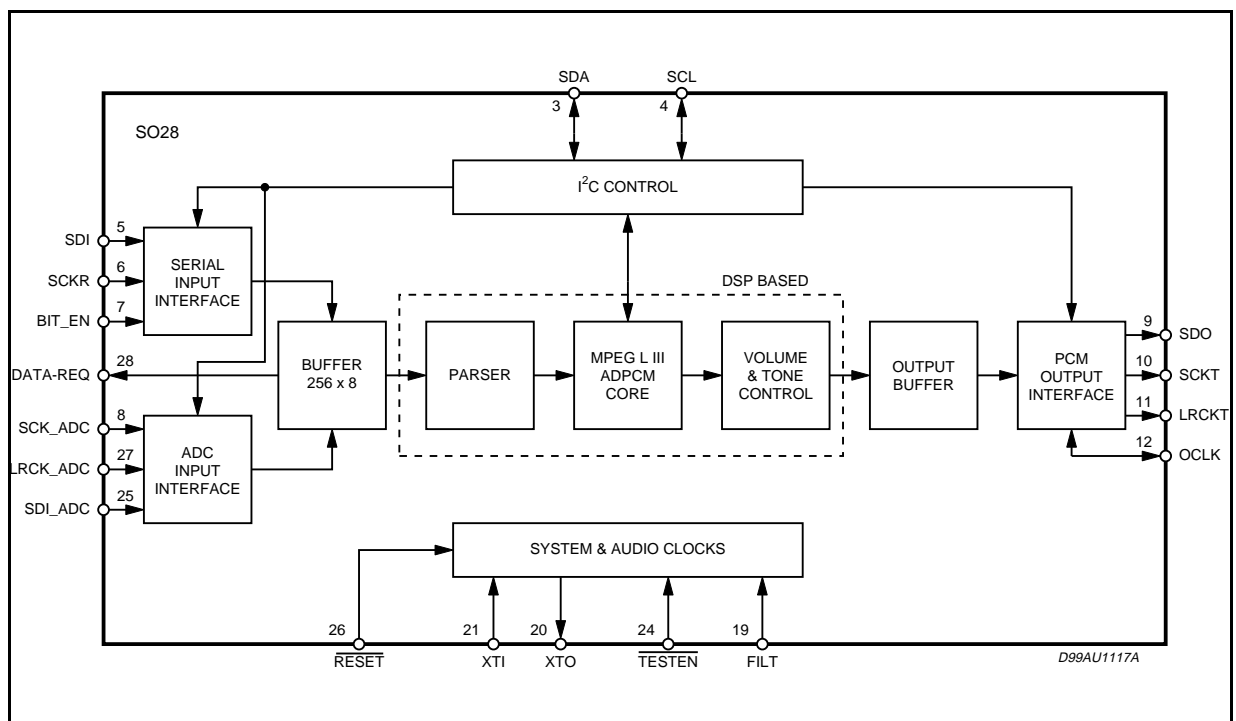 SDA SCL
3 4
SO28
I²C CONTROL
SDI 5
SCKR 6
BIT_EN 7
SERIAL
INPUT
INTERFACE
DSP BASED
DATA-REQ 28
BUFFER
256 x 8
PARSER
MPEG L III
ADPCM
CORE
VOLUME
& TONE
CONTROL
OUTPUT
BUFFER
PCM
OUTPUT
INTERFACE
9 SDO
10 SCKT
11 LRCKT
12 OCLK
SCK_ADC 8
LRCK_ADC 27
SDI_ADC 25
ADC
INPUT
INTERFACE
SYSTEM & AUDIO CLOCKS
26 21 20 24 19
RESET XTI XTO TESTEN FILT
D99AU1117A